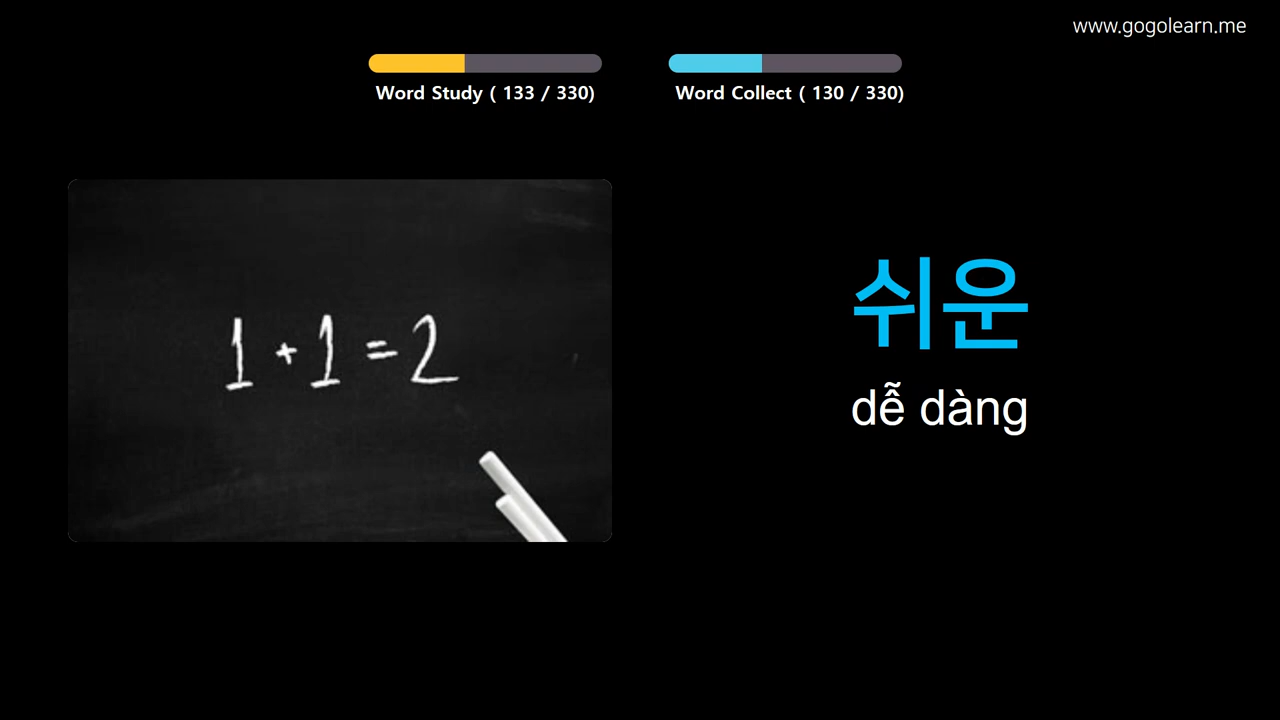 www.gogolearn.me
Word Study ( 133 / 330)
Word Collect ( 130 / 330)
1 + 1 = 2
쉬운
dễ dàng